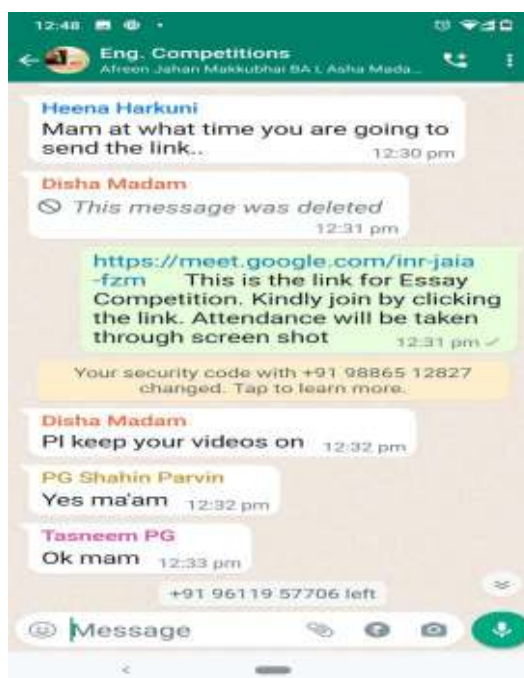 12:48
Eng. Competitions
Afreen Jahan Makkubhai BA I, Asha Mada...
Heena Harkuni
Mam at what time you are going to
send the link..
12:30 pm
Disha Madam
This message was deleted
12:31 pm
https://meet.google.com/inr-jaia
-fzm This is the link for Essay
Competition. Kindly join by clicking
the link. Attendance will be taken
through screen shot
12:31 pm
Your security code with +91 98865 12827
changed. Tap to learn more.
Disha Madam
Pl keep your videos on 12:32 pm
PG Shahin Parvin
Yes ma'am 12:32 pm
Tasneem PG
Ok mam 12:33 pm
+91 96119 57706 left
Message